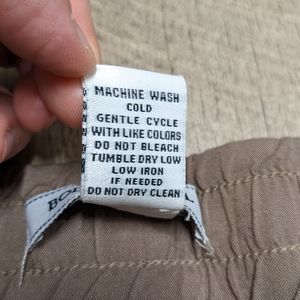 MACHINE WASH
COLD
GENTLE CYCLE
WITH LIKE COLORS
DO NOT BLEACH
TUMBLE DRY LOW
LOW IRON
IF NEEDED
DO NOT DRY CLEAN